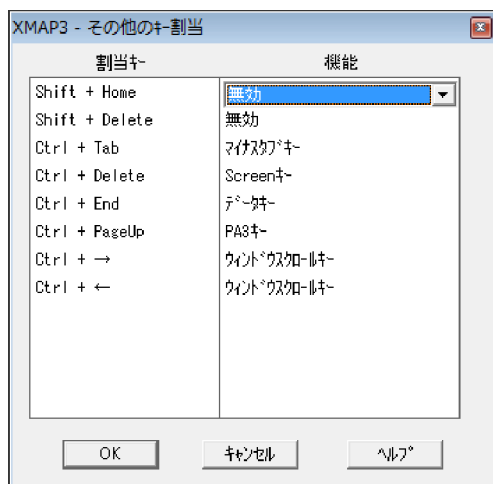 XMAP3 - その他のｷｰ割当
割当ｷｰ 機能
Shift + Home 無効
Shift + Delete 無効
Ctrl + Tab ﾏｲﾅｽﾀﾌﾞｷｰ
Ctrl + Delete Screenｷｰ
Ctrl + End ﾃﾞｰﾀｷｰ
Ctrl + PageUp PA3ｷｰ
Ctrl + → ｳｨﾝﾄﾞｳｽｸﾛｰﾙｷｰ
Ctrl + ← ｳｨﾝﾄﾞｳｽｸﾛｰﾙｷｰ
OK ｷｬﾝｾﾙ ﾍﾙﾌﾟ